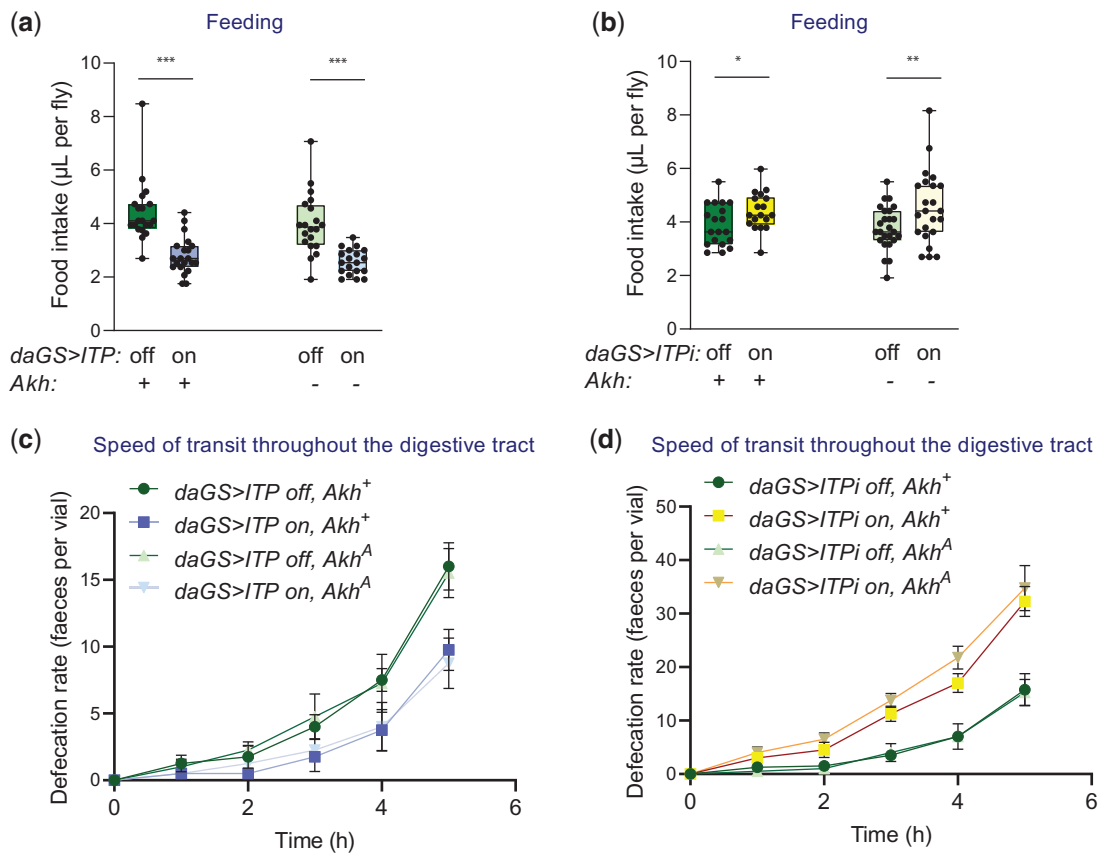 (a)
Feeding
Food intake (µL per fly)
10
8
6
4
2
0
***
***
daGS>ITP: off on off on
Akh: + + - -
(b)
Feeding
Food intake (µL per fly)
10
8
6
4
2
0
*
**
daGS>ITPi: off on off on
Akh: + + - -
(c)
Speed of transit throughout the digestive tract
daGS>ITP off, Akh+
daGS>ITP on, Akh+
daGS>ITP off, AkhA
daGS>ITP on, AkhA
Defecation rate (faeces per vial)
20
15
10
5
0
0 2 4 6
Time (h)
(d)
Speed of transit throughout the digestive tract
daGS>ITPi off, Akh+
daGS>ITPi on, Akh+
daGS>ITPi off, AkhA
daGS>ITPi on, AkhA
Defecation rate (faeces per vial)
50
40
30
20
10
0
0 2 4 6
Time (h)